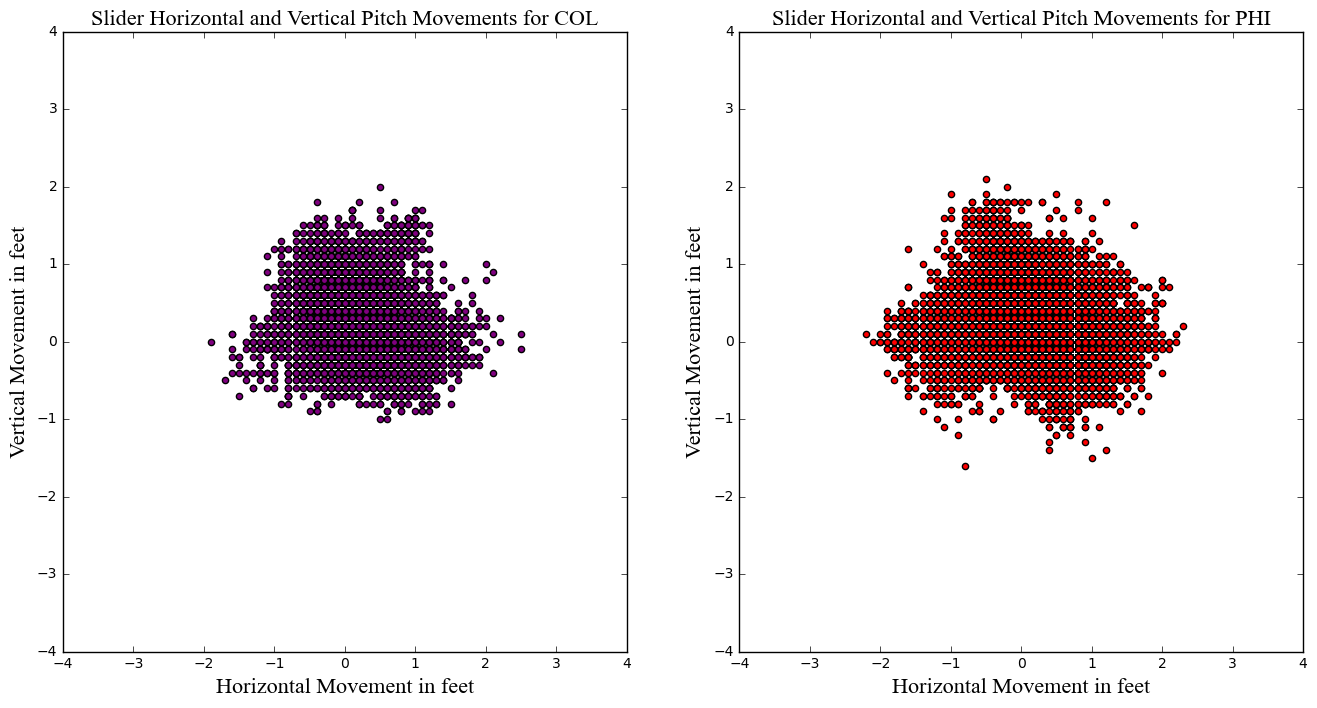 Slider Horizontal and Vertical Pitch Movements for COL
4
3
2
1
0
−1
−2
−3
−4
Vertical Movement in feet
−4 −3 −2 −1 0 1 2 3 4
Horizontal Movement in feet
Slider Horizontal and Vertical Pitch Movements for PHI
4
3
2
1
0
−1
−2
−3
−4
Vertical Movement in feet
−4 −3 −2 −1 0 1 2 3 4
Horizontal Movement in feet